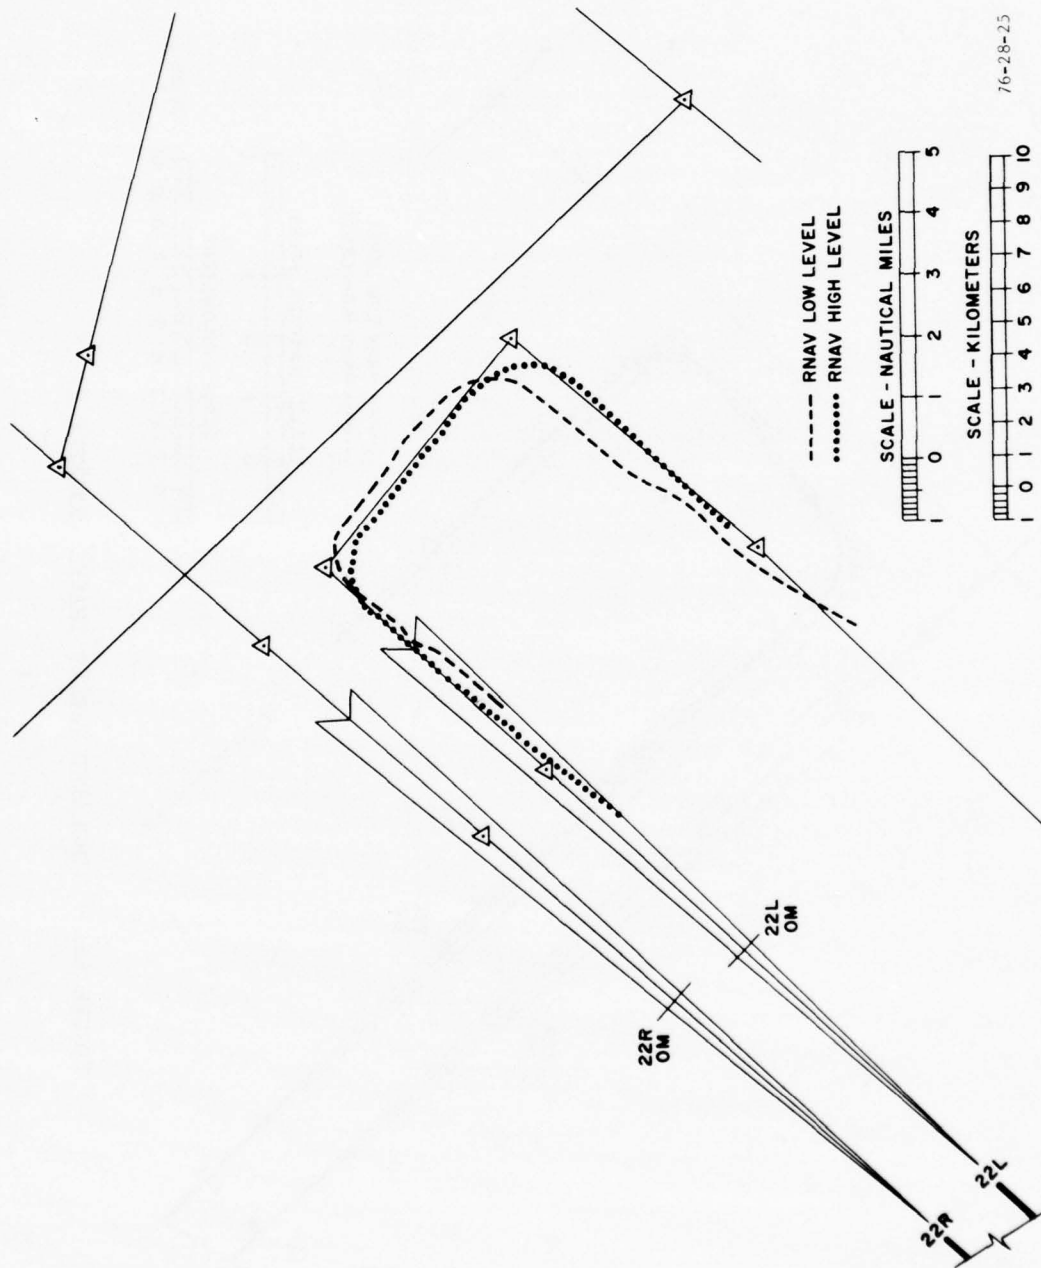 76-28-25
RNAV LOW LEVEL
RNAV HIGH LEVEL
SCALE - NAUTICAL MILES
1 0 1 2 3 4 5
SCALE - KILOMETERS
1 0 1 2 3 4 5 6 7 8 9 10
22L
OM
22R
OM
22L
22R